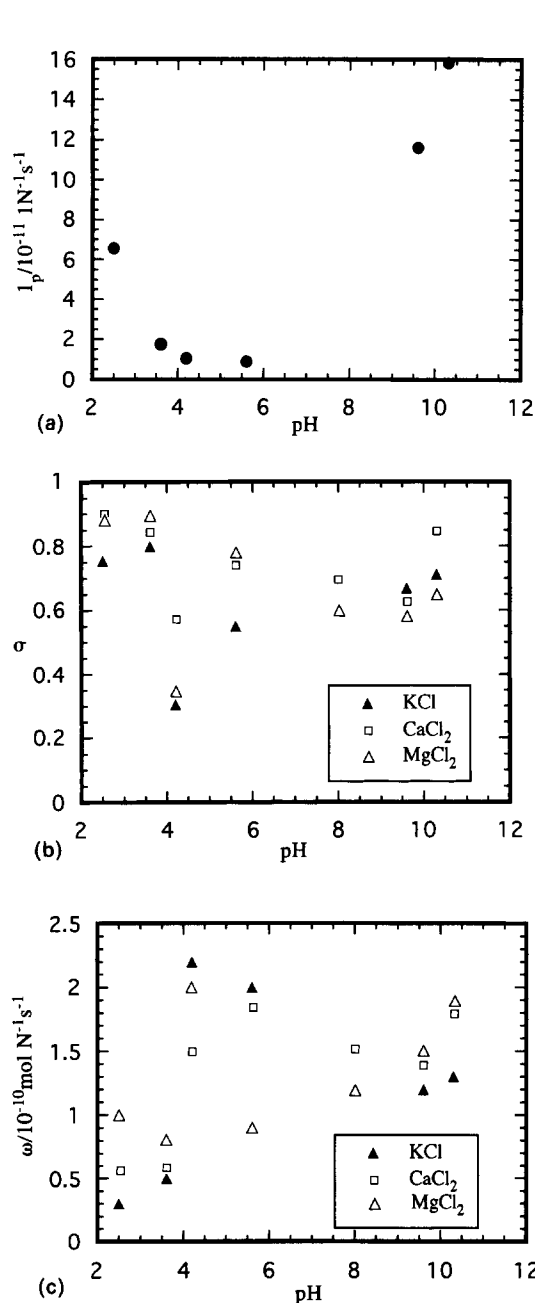 16
14
12
10
8
6
4
2
0
l_p/10^-11 1N^-1s^-1
2 4 6 8 10 12
pH
(a)
1
0.8
0.6
0.4
0.2
0
σ
KCl
CaCl₂
MgCl₂
2 4 6 8 10 12
pH
(b)
2.5
2
1.5
1
0.5
0
ω/10^-10 mol N^-1s^-1
KCl
CaCl₂
MgCl₂
2 4 6 8 10 12
pH
(c)